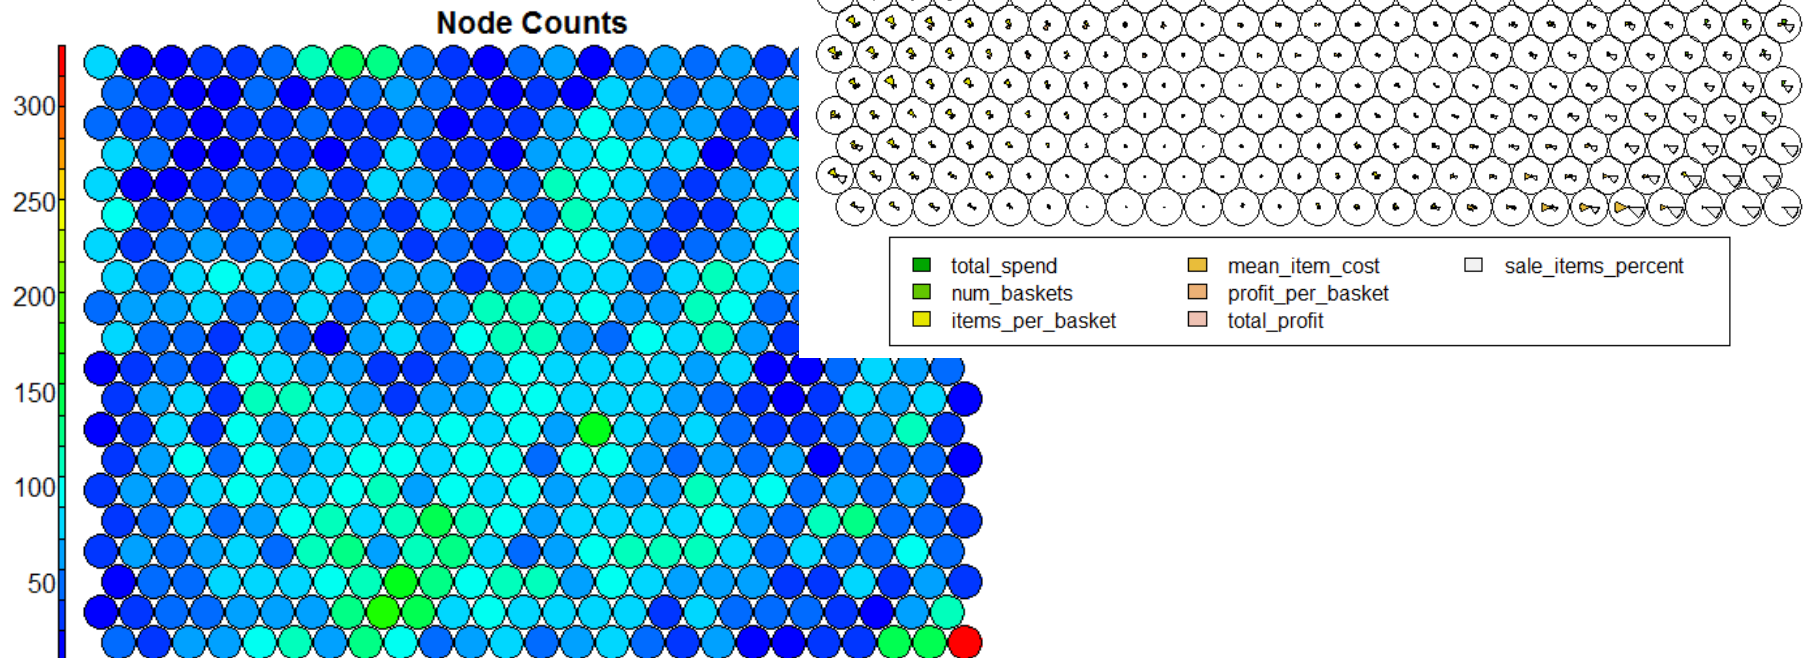 Node Counts
300
250
200
150
100
50
total_spend
num_baskets
items_per_basket
mean_item_cost
profit_per_basket
total_profit
sale_items_percent